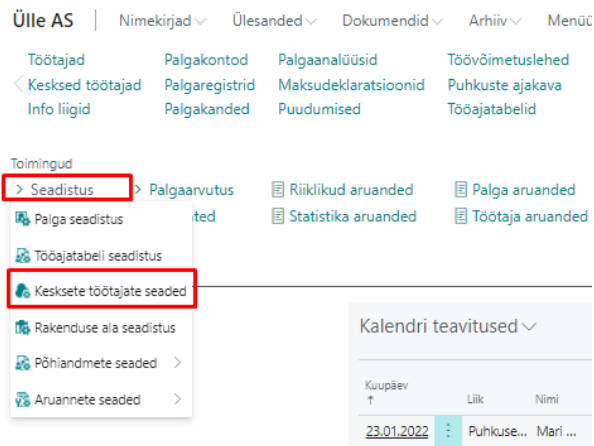 Ülle AS Nimekirjad Ülesanded Dokumendid Arhiiv Menüü
Töötajad Palgakontod Palgaanalüüsid Töövõimetuslehed
Kesksed töötajad Palgaregistrid Maksudeklaratsioonid Puhkuste ajakava
Info liigid Palgakanded Puudumised Tööajatabelid
Toimingud
Seadistus Palgaarvutus Riiklikud aruanded Palga aruanded
ted Statistika aruanded Töötaja aruanded
Palga seadistus
Tööajatabeli seadistus
Kesksete töötajate seaded
Rakenduse ala seadistus
Põhiandmete seaded
Aruannete seaded
Kalendri teavitused
Kuupäev
↑ Liik Nimi
23.01.2022 Puhkuse... Mari ...